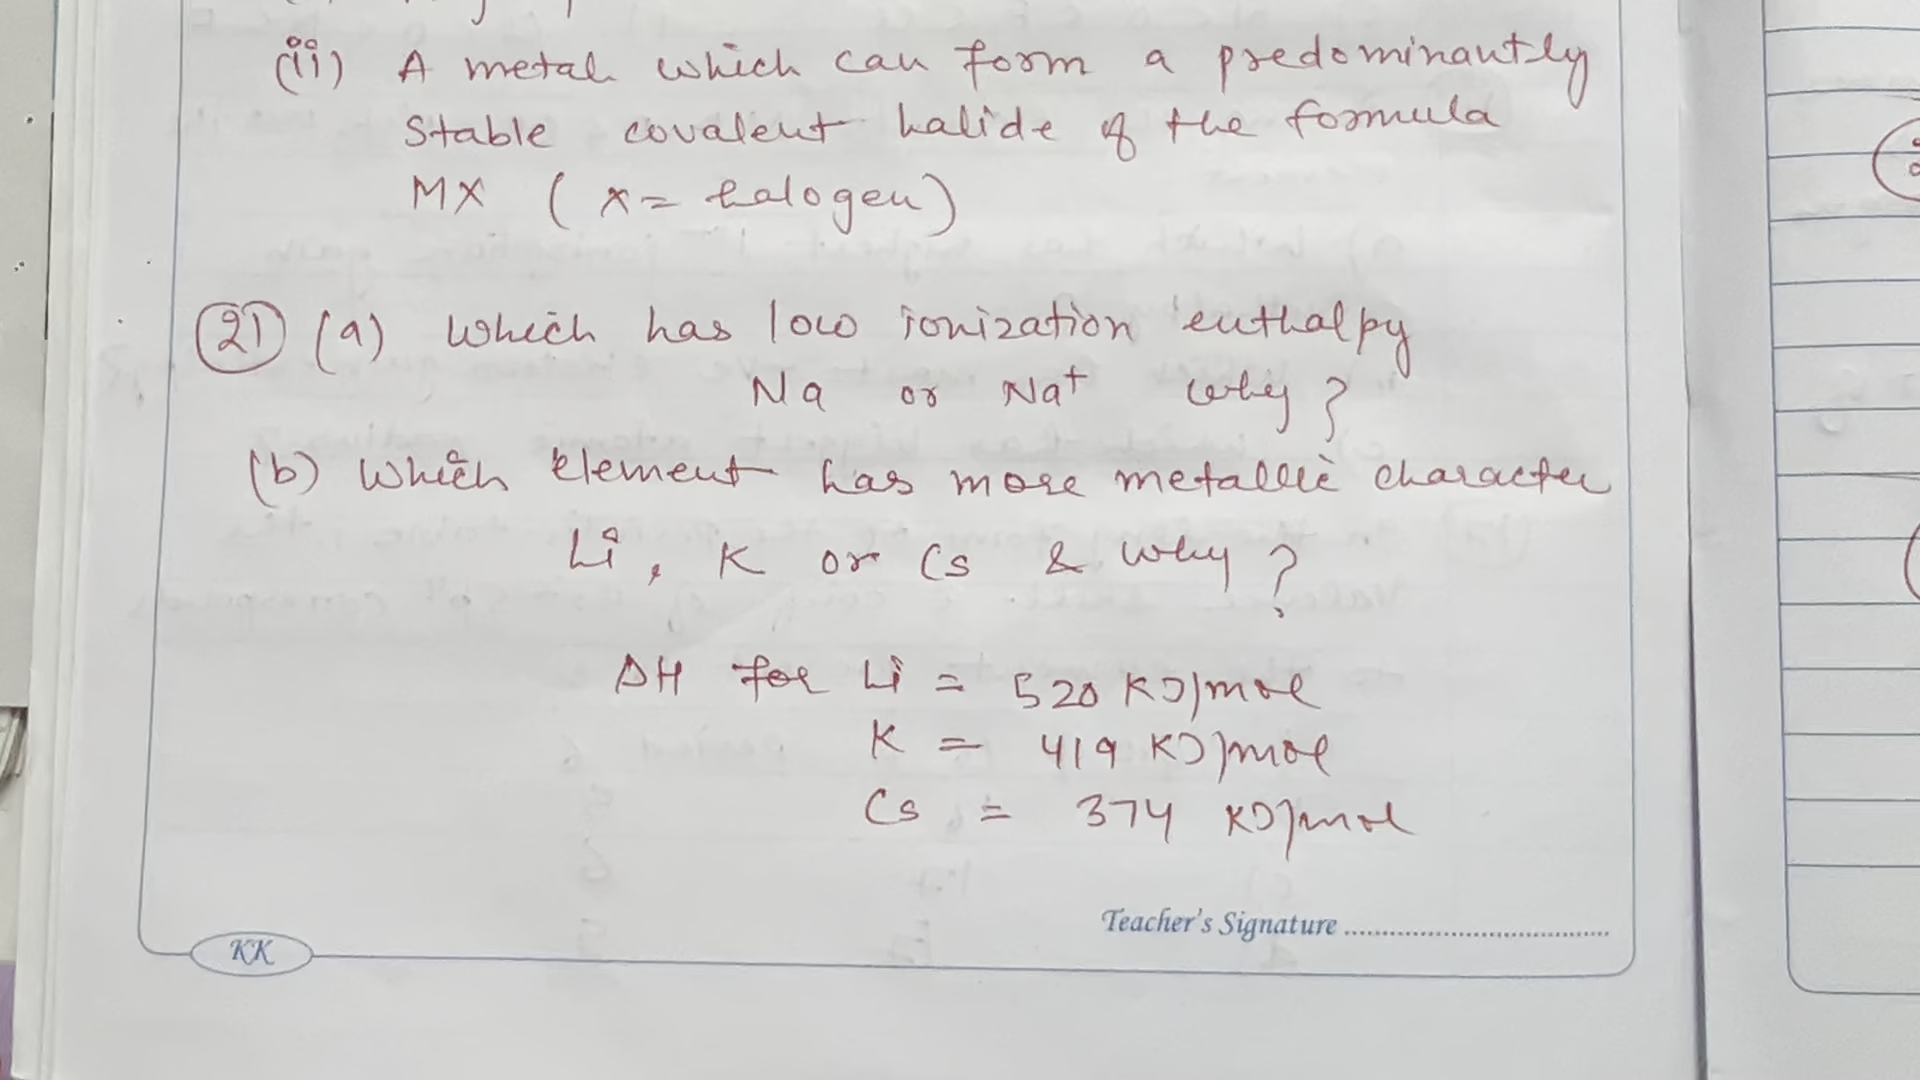 (ii) A metal which can form a predominantly
stable covalent halide of the formula
MX (x = halogen)
21 (a) Which has low ionization enthalpy
Na or Na+ why?
(b) Which element has more metallic character
Li, K or Cs & why?
ΔH for Li = 520 KJ/mol
K = 419 KJ/mol
Cs = 374 KJ/mol
Teacher's Signature
KK